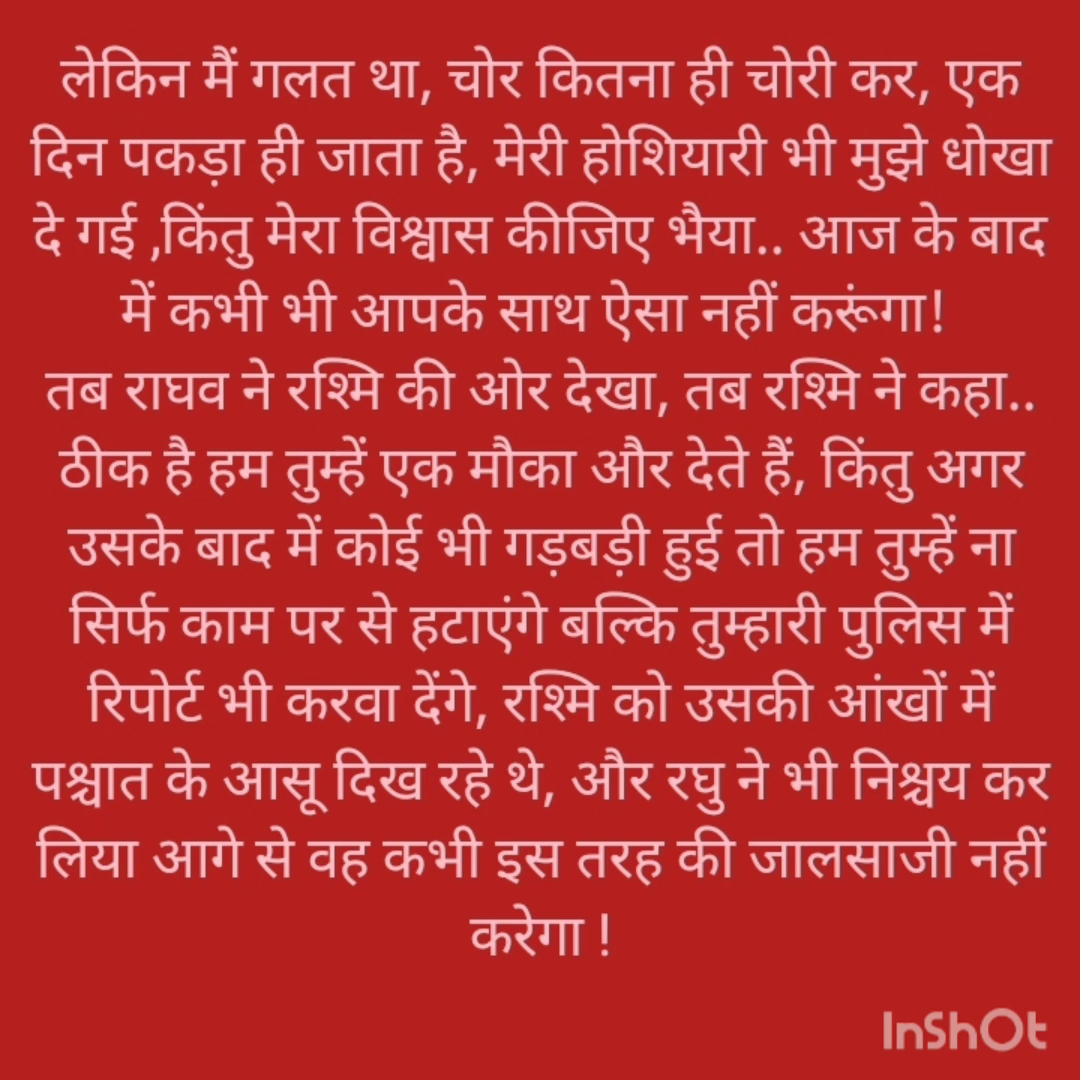 लेकिन मैं गलत था, चोर कितना ही चोरी कर, एक
दिन पकड़ा ही जाता है, मेरी होशियारी भी मुझे धोखा
दे गई ,किंतु मेरा विश्वास कीजिए भैया.. आज के बाद
में कभी भी आपके साथ ऐसा नहीं करूंगा!
तब राघव ने रश्मि की ओर देखा, तब रश्मि ने कहा..
ठीक है हम तुम्हें एक मौका और देते हैं, किंतु अगर
उसके बाद में कोई भी गड़बड़ी हुई तो हम तुम्हें ना
सिर्फ काम पर से हटाएंगे बल्कि तुम्हारी पुलिस में
रिपोर्ट भी करवा देंगे, रश्मि को उसकी आंखों में
पश्चात के आसू दिख रहे थे, और रघु ने भी निश्चय कर
लिया आगे से वह कभी इस तरह की जालसाजी नहीं
करेगा !
InShOt